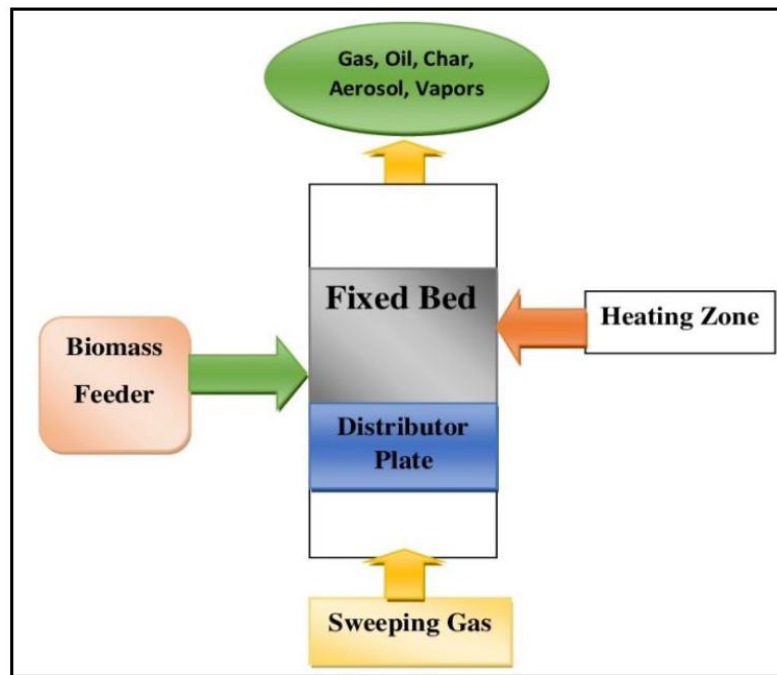 Gas, Oil, Char,
Aerosol, Vapors
Fixed Bed
Heating Zone
Biomass
Feeder
Distributor
Plate
Sweeping Gas